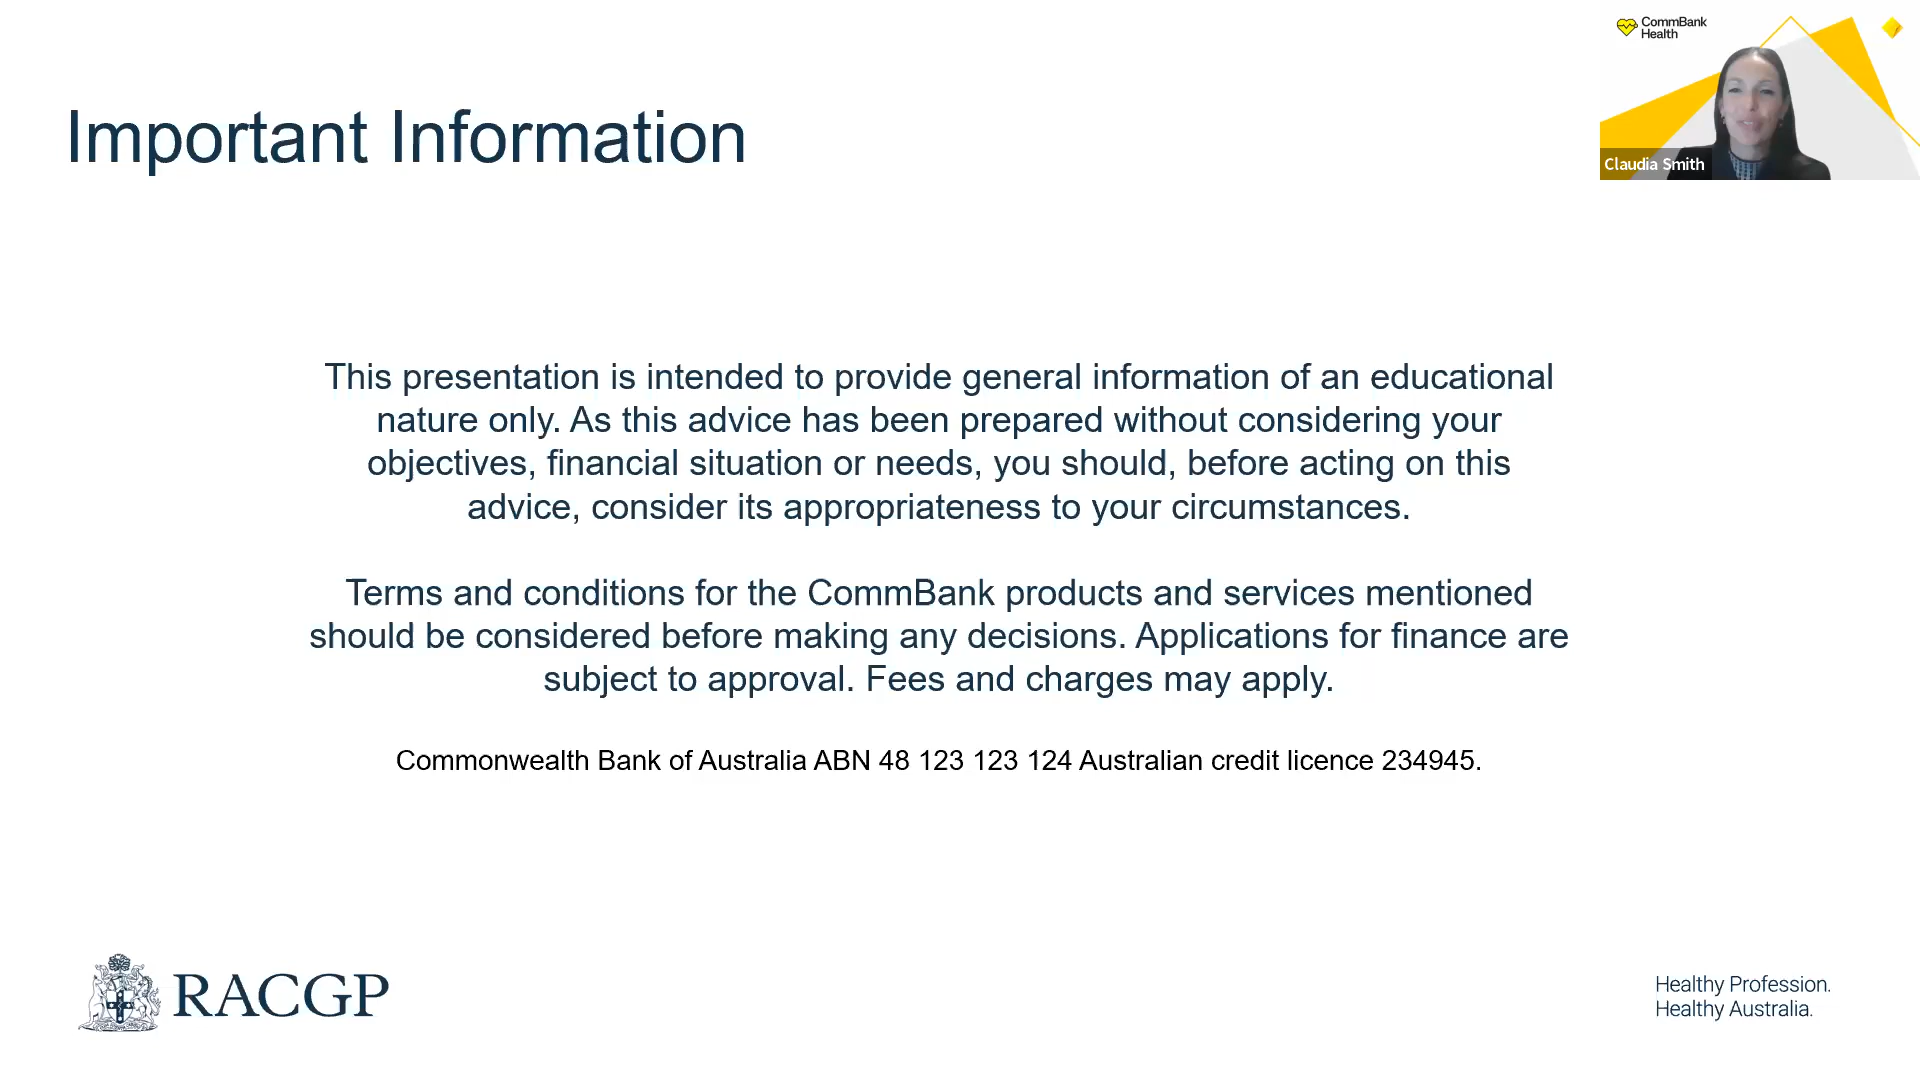 CommBank
Health
Claudia Smith
Important Information
This presentation is intended to provide general information of an educational
nature only. As this advice has been prepared without considering your
objectives, financial situation or needs, you should, before acting on this
advice, consider its appropriateness to your circumstances.
Terms and conditions for the CommBank products and services mentioned
should be considered before making any decisions. Applications for finance are
subject to approval. Fees and charges may apply.
Commonwealth Bank of Australia ABN 48 123 123 124 Australian credit licence 234945.
RACGP
Healthy Profession.
Healthy Australia.